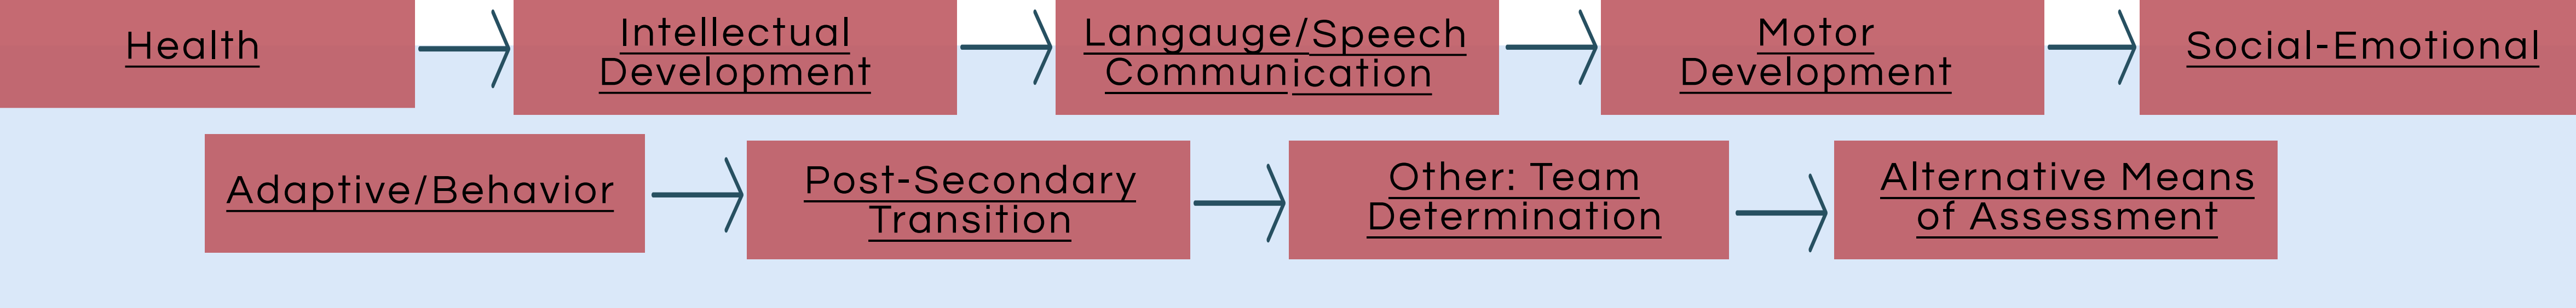 Health
Intellectual
Development
Langauge/Speech
Communication
Motor
Development
Social-Emotional
Adaptive/Behavior
Post-Secondary
Transition
Other: Team
Determination
Alternative Means
of Assessment